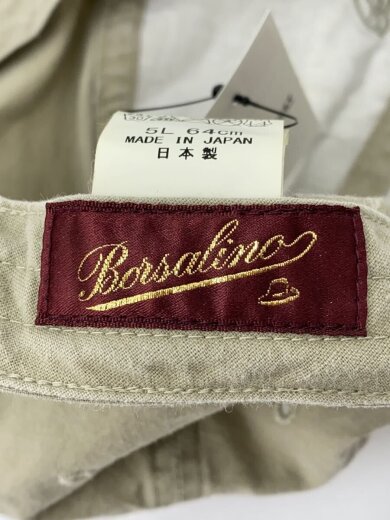 5L 64cm
MADE IN JAPAN
日本製
Borsalino